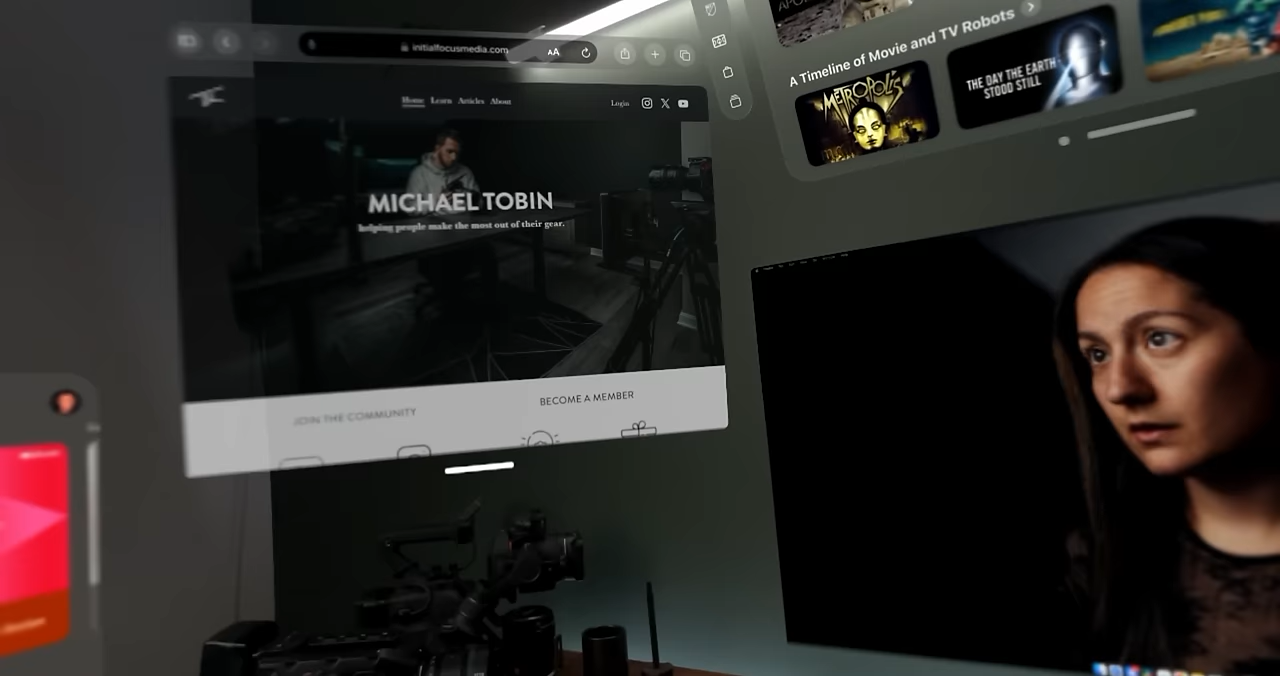 initialfocusmedia.com
AA
Home Learn Articles About
Login
MICHAEL TOBIN
helping people make the most out of their gear.
JOIN THE COMMUNITY
BECOME A MEMBER
A Timeline of Movie and TV Robots
METROPOLIS
THE DAY THE EARTH
STOOD STILL